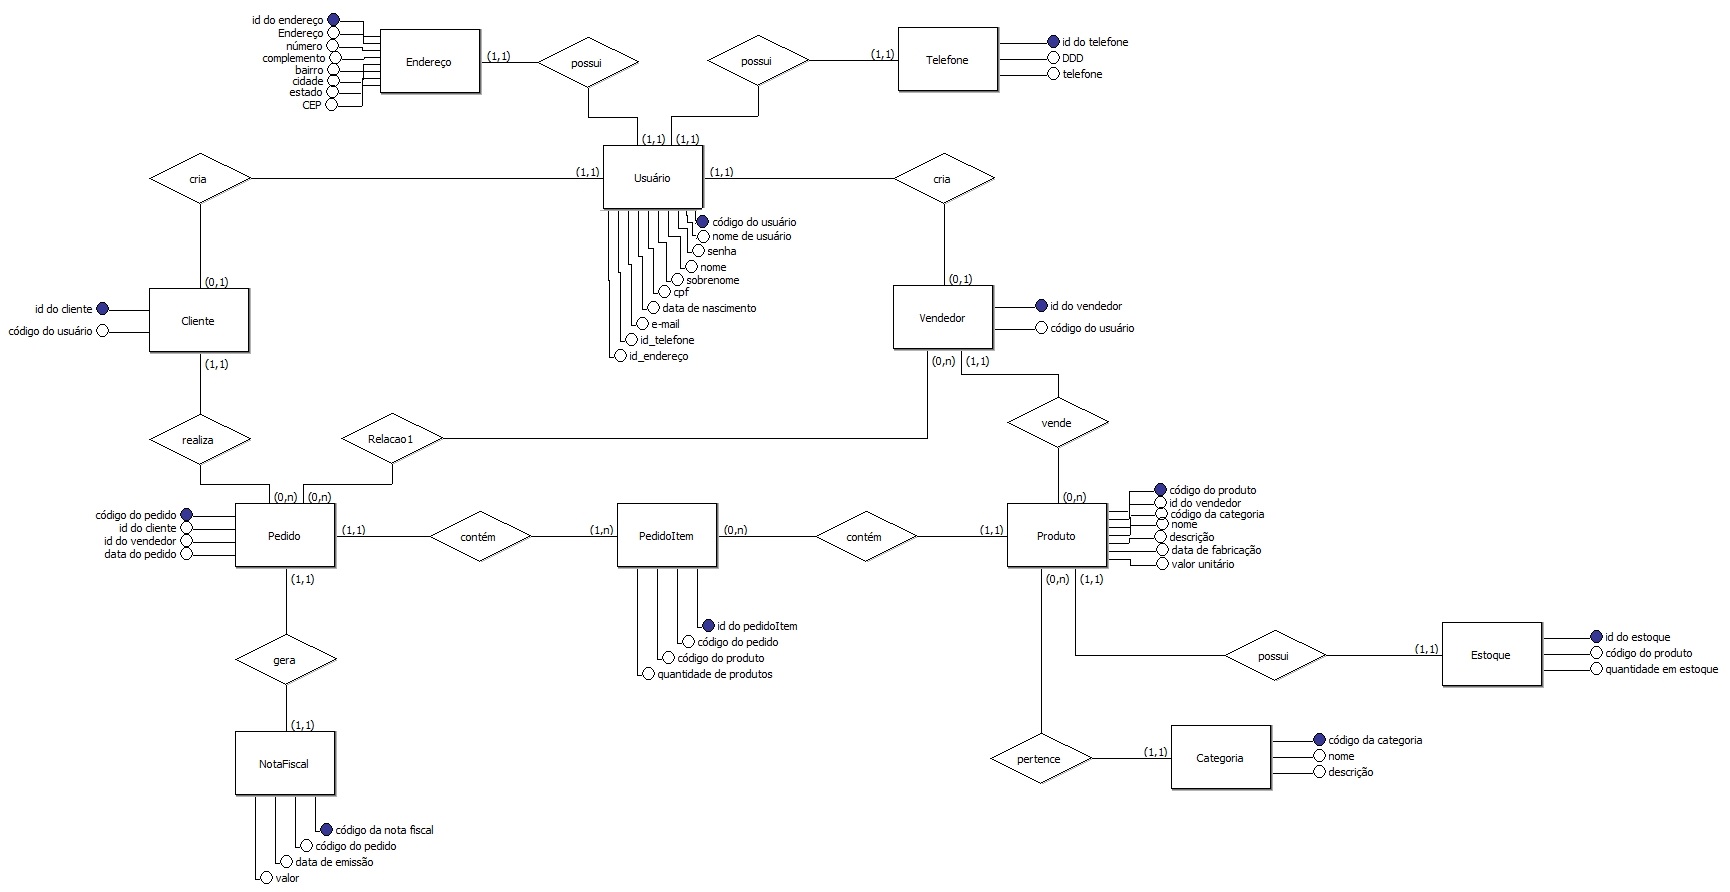 id do endereço
Endereço
número
complemento
bairro
cidade
estado
CEP
Endereço
(1,1)
possui
possui
(1,1)
Telefone
id do telefone
DDD
telefone
(1,1)
(1,1)
cria
(1,1)
Usuário
(1,1)
cria
código do usuário
nome de usuário
senha
nome
sobrenome
cpf
data de nascimento
e-mail
id_telefone
id_endereço
(0,1)
id do cliente
código do usuário
Cliente
(1,1)
(0,1)
Vendedor
id do vendedor
código do usuário
(0,n)
(1,1)
realiza
Relacao1
vende
(0,n)
(0,n)
(0,n)
código do pedido
id do cliente
id do vendedor
data do pedido
Pedido
(1,1)
contém
(1,n)
PedidoItem
(0,n)
contém
(1,1)
Produto
código do produto
id do vendedor
código da categoria
nome
descrição
data de fabricação
valor unitário
(1,1)
(0,n)
(1,1)
id do pedidoItem
código do pedido
código do produto
quantidade de produtos
gera
possui
(1,1)
Estoque
id do estoque
código do produto
quantidade em estoque
(1,1)
NotaFiscal
pertence
(1,1)
Categoria
código da categoria
nome
descrição
código da nota fiscal
código do pedido
data de emissão
valor